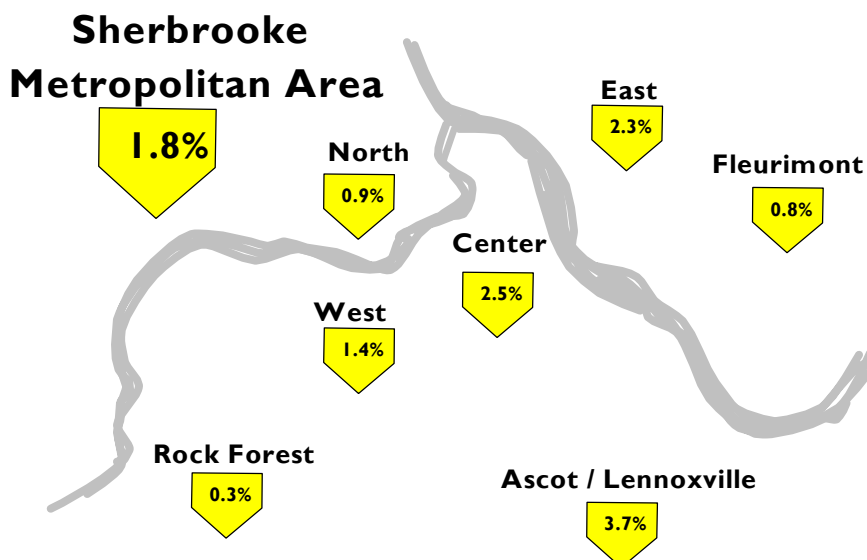 Sherbrooke
Metropolitan Area
1.8%
North
0.9%
East
2.3%
Fleurimont
0.8%
Center
2.5%
West
1.4%
Rock Forest
0.3%
Ascot / Lennoxville
3.7%